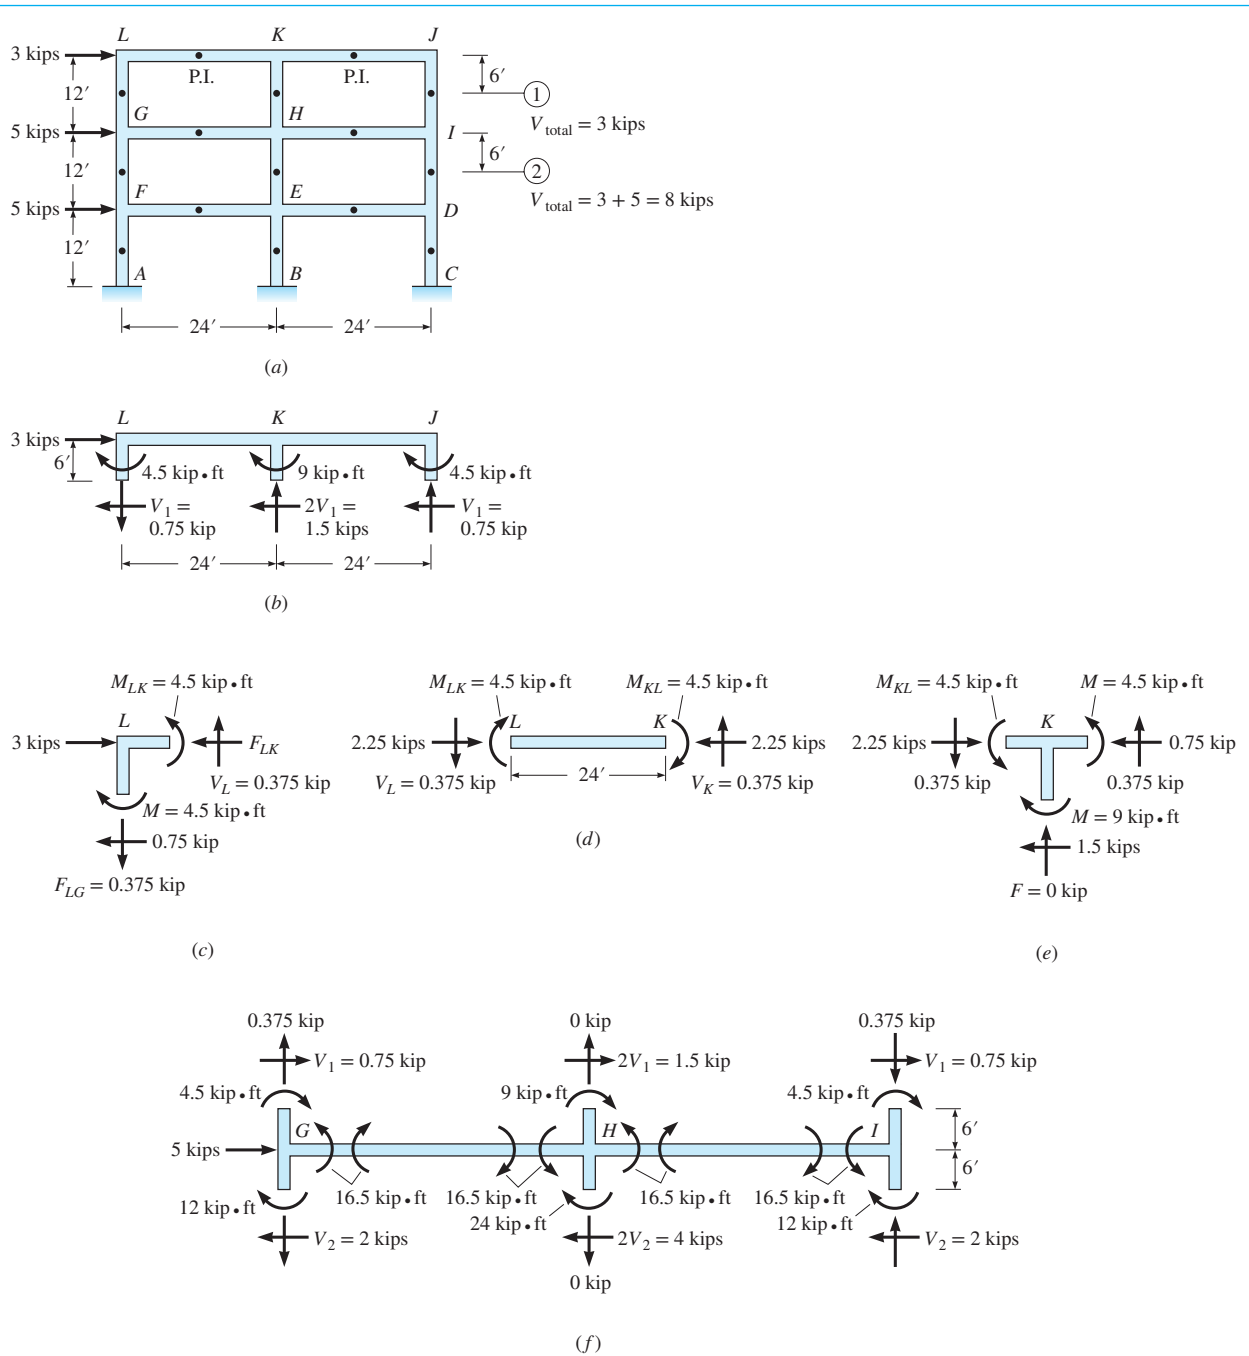 L K J
3 kips
P.I. P.I.
6′
12′
1
G H
V total = 3 kips
5 kips
I
6′
12′
2
F E
V total = 3 + 5 = 8 kips
5 kips
D
12′
A B C
24′ 24′
(a)
L K J
3 kips
6′
4.5 kip•ft 9 kip•ft 4.5 kip•ft
V1 = 2V1 = V1 =
0.75 kip 1.5 kips 0.75 kip
24′ 24′
(b)
MLK = 4.5 kip•ft
L
3 kips
FLK
VL = 0.375 kip
M = 4.5 kip•ft
0.75 kip
FLG = 0.375 kip
(c)
MLK = 4.5 kip•ft MKL = 4.5 kip•ft
L K
2.25 kips 2.25 kips
24′
VL = 0.375 kip VK = 0.375 kip
(d)
MKL = 4.5 kip•ft M = 4.5 kip•ft
K
2.25 kips 0.75 kip
0.375 kip 0.375 kip
M = 9 kip•ft
1.5 kips
F = 0 kip
(e)
0.375 kip 0 kip 0.375 kip
V1 = 0.75 kip 2V1 = 1.5 kip V1 = 0.75 kip
4.5 kip•ft 9 kip•ft 4.5 kip•ft
G H I
6′
5 kips
6′
16.5 kip•ft 16.5 kip•ft 16.5 kip•ft 16.5 kip•ft
12 kip•ft 24 kip•ft 12 kip•ft
V2 = 2 kips 2V2 = 4 kips V2 = 2 kips
0 kip
(f)